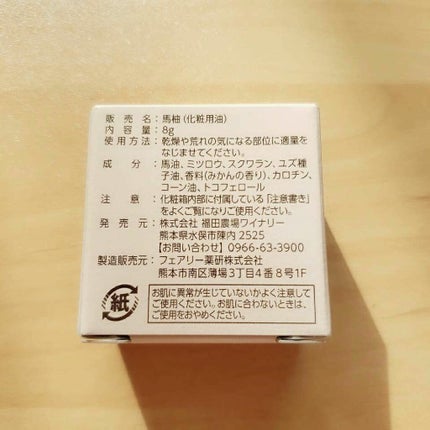 販売名：馬柚（化粧用油）
内容量：8g
使用方法：乾燥や荒れの気になる部位に適量を
なじませてください。
成分：馬油、ミツロウ、スクワラン、ユズ種
子油、香料（みかんの香り）、カロチン、
コーン油、トコフェロール
注意：化粧箱内部に付属している「注意書き」
をよくご覧になりご使用ください。
発売元：株式会社 福田農場ワイナリー
熊本県水俣市陳内 2525
【お問い合わせ】0966-63-3900
製造販売元：フェアリー薬研株式会社
熊本市南区薄場3丁目4番8号1F
紙
お肌に異常が生じていないかよく注意して
ご使用ください。お肌に合わないときは、
ご使用をおやめください。